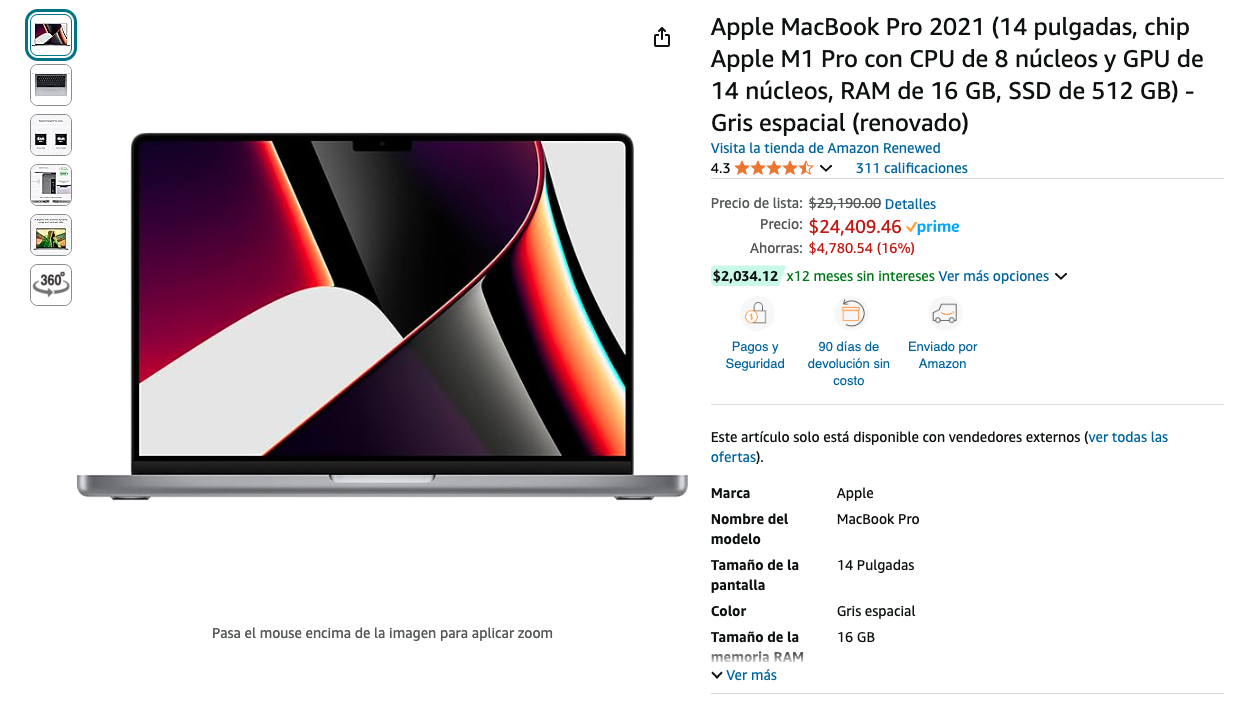 Apple MacBook Pro 2021 (14 pulgadas, chip
Apple M1 Pro con CPU de 8 núcleos y GPU de
14 núcleos, RAM de 16 GB, SSD de 512 GB) -
Gris espacial (renovado)
Visita la tienda de Amazon Renewed
4.3 311 calificaciones
Precio de lista: $29,190.00 Detalles
Precio: $24,409.46 prime
Ahorras: $4,780.54 (16%)
$2,034.12 x12 meses sin intereses Ver más opciones
Pagos y
Seguridad
90 días de
devolución sin
costo
Enviado por
Amazon
Este artículo solo está disponible con vendedores externos (ver todas las
ofertas).
Marca Apple
Nombre del MacBook Pro
modelo
Tamaño de la 14 Pulgadas
pantalla
Color Gris espacial
Tamaño de la 16 GB
memoria RAM
Ver más
360°
Pasa el mouse encima de la imagen para aplicar zoom